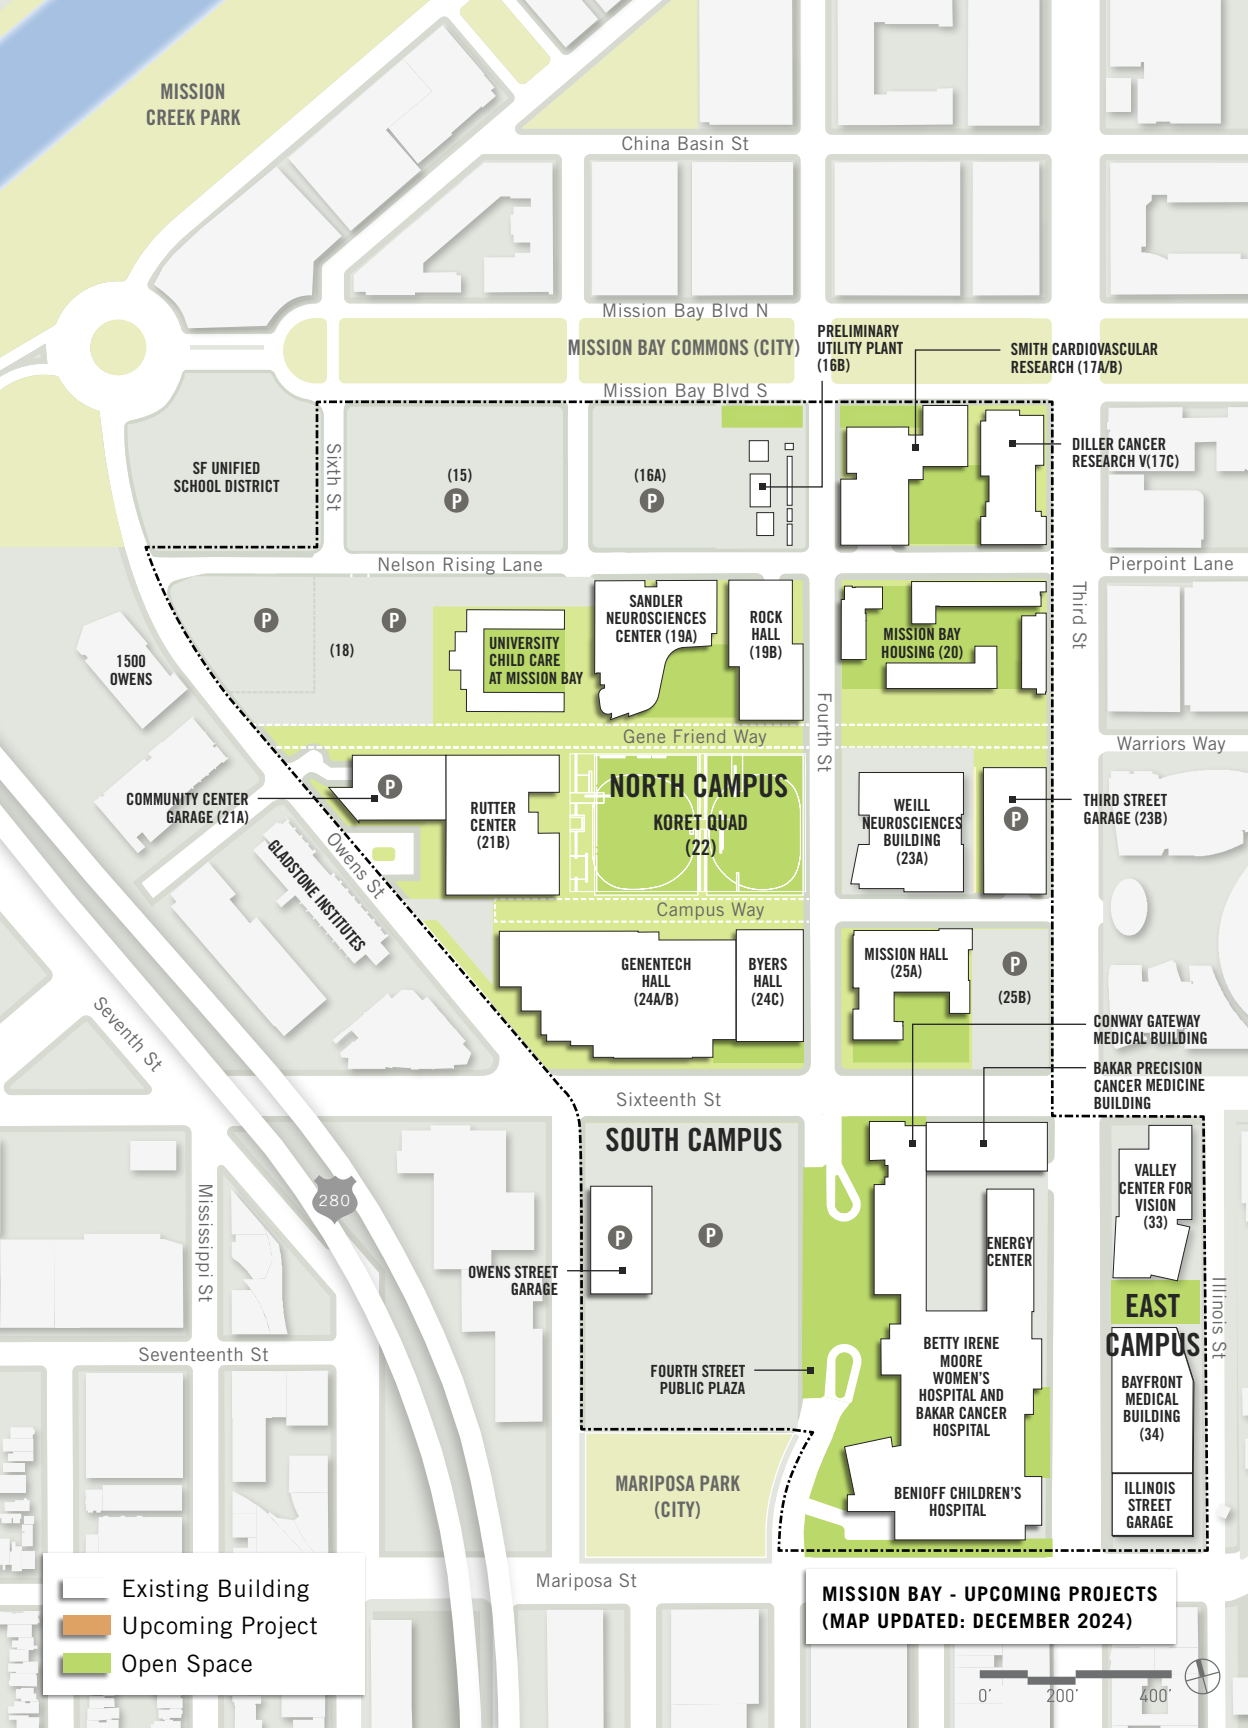 MISSION
CREEK PARK
China Basin St
Mission Bay Blvd N
MISSION BAY COMMONS (CITY)
PRELIMINARY
UTILITY PLANT
(16B)
SMITH CARDIOVASCULAR
RESEARCH (17A/B)
Mission Bay Blvd S
SF UNIFIED
SCHOOL DISTRICT
Sixth St
(15)
P
(16A)
P
DILLER CANCER
RESEARCH V(17C)
Nelson Rising Lane
Pierpoint Lane
P
P
(18)
1500
OWENS
UNIVERSITY
CHILD CARE
AT MISSION BAY
SANDLER
NEUROSCIENCES
CENTER (19A)
ROCK
HALL
(19B)
MISSION BAY
HOUSING (20)
Third St
Fourth St
Gene Friend Way
Warriors Way
COMMUNITY CENTER
GARAGE (21A)
P
RUTTER
CENTER
(21B)
NORTH CAMPUS
KORET QUAD
(22)
WEILL
NEUROSCIENCES
BUILDING
(23A)
P
THIRD STREET
GARAGE (23B)
Owens St
GLADSTONE INSTITUTES
Campus Way
GENENTECH
HALL
(24A/B)
BYERS
HALL
(24C)
MISSION HALL
(25A)
P
(25B)
Seventh St
CONWAY GATEWAY
MEDICAL BUILDING
BAKAR PRECISION
CANCER MEDICINE
BUILDING
Sixteenth St
SOUTH CAMPUS
280
Mississippi St
P
P
OWENS STREET
GARAGE
ENERGY
CENTER
VALLEY
CENTER FOR
VISION
(33)
Illinois St
EAST
CAMPUS
Seventeenth St
FOURTH STREET
PUBLIC PLAZA
BETTY IRENE
MOORE
WOMEN'S
HOSPITAL AND
BAKAR CANCER
HOSPITAL
BAYFRONT
MEDICAL
BUILDING
(34)
MARIPOSA PARK
(CITY)
BENIOFF CHILDREN'S
HOSPITAL
ILLINOIS
STREET
GARAGE
Mariposa St
Existing Building
Upcoming Project
Open Space
MISSION BAY - UPCOMING PROJECTS
(MAP UPDATED: DECEMBER 2024)
0' 200' 400'